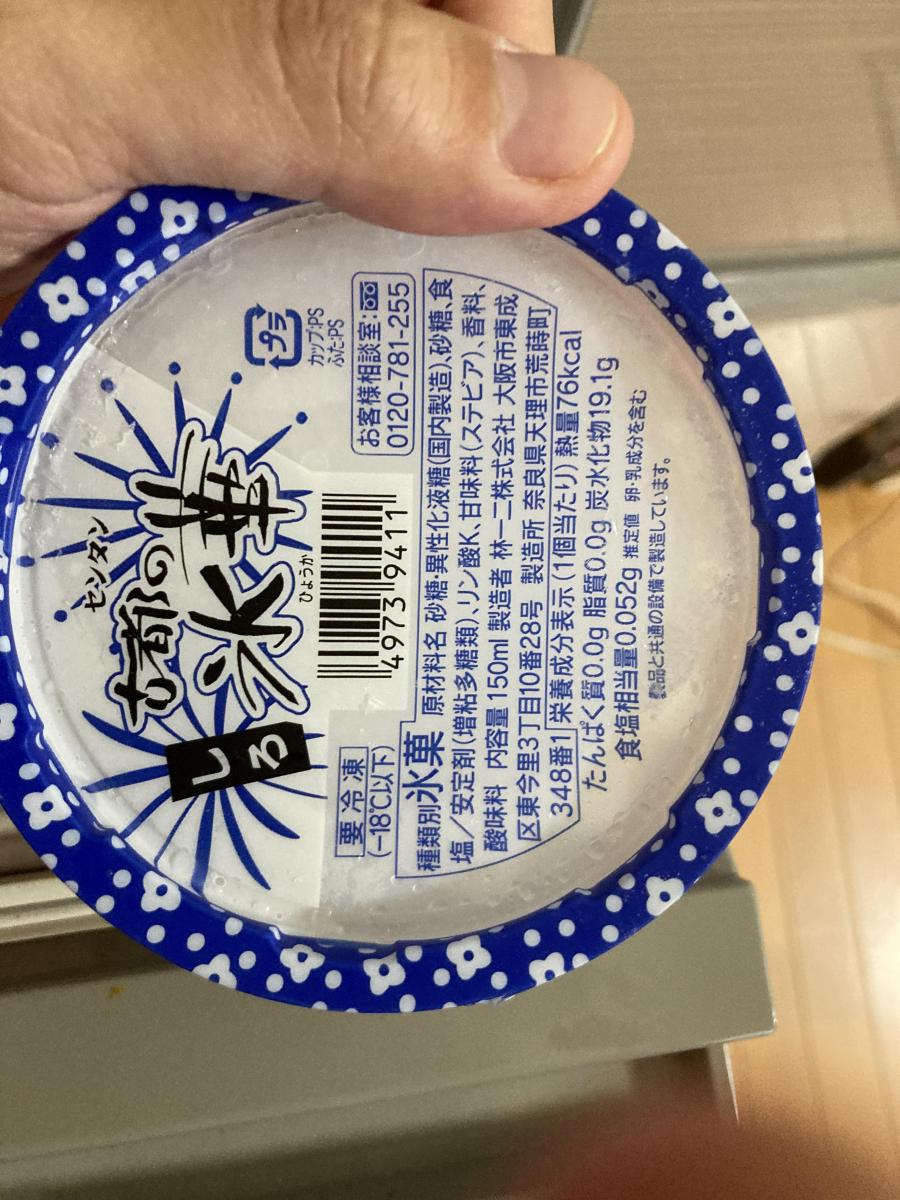 センタン
古都の
氷華
ひょうか
しろ
プラ
カップ:PS
ふた:PS
お客様相談室:
0120-781-255
4973 19411
要冷凍
(−18℃以下)
種類別 氷菓 原材料名 砂糖・異性化液糖(国内製造)、砂糖、食
塩/安定剤(増粘多糖類)、リン酸K、甘味料(ステビア)、香料、
酸味料 内容量 150ml 製造者 林一二株式会社 大阪市東成
区東今里3丁目10番28号 製造所 奈良県天理市荒蒔町
348番1 栄養成分表示(1個当たり) 熱量76kcal
たんぱく質0.0g 脂質0.0g 炭水化物19.1g
食塩相当量0.052g 推定値 卵・乳成分を含む
製品と共通の設備で製造しています。